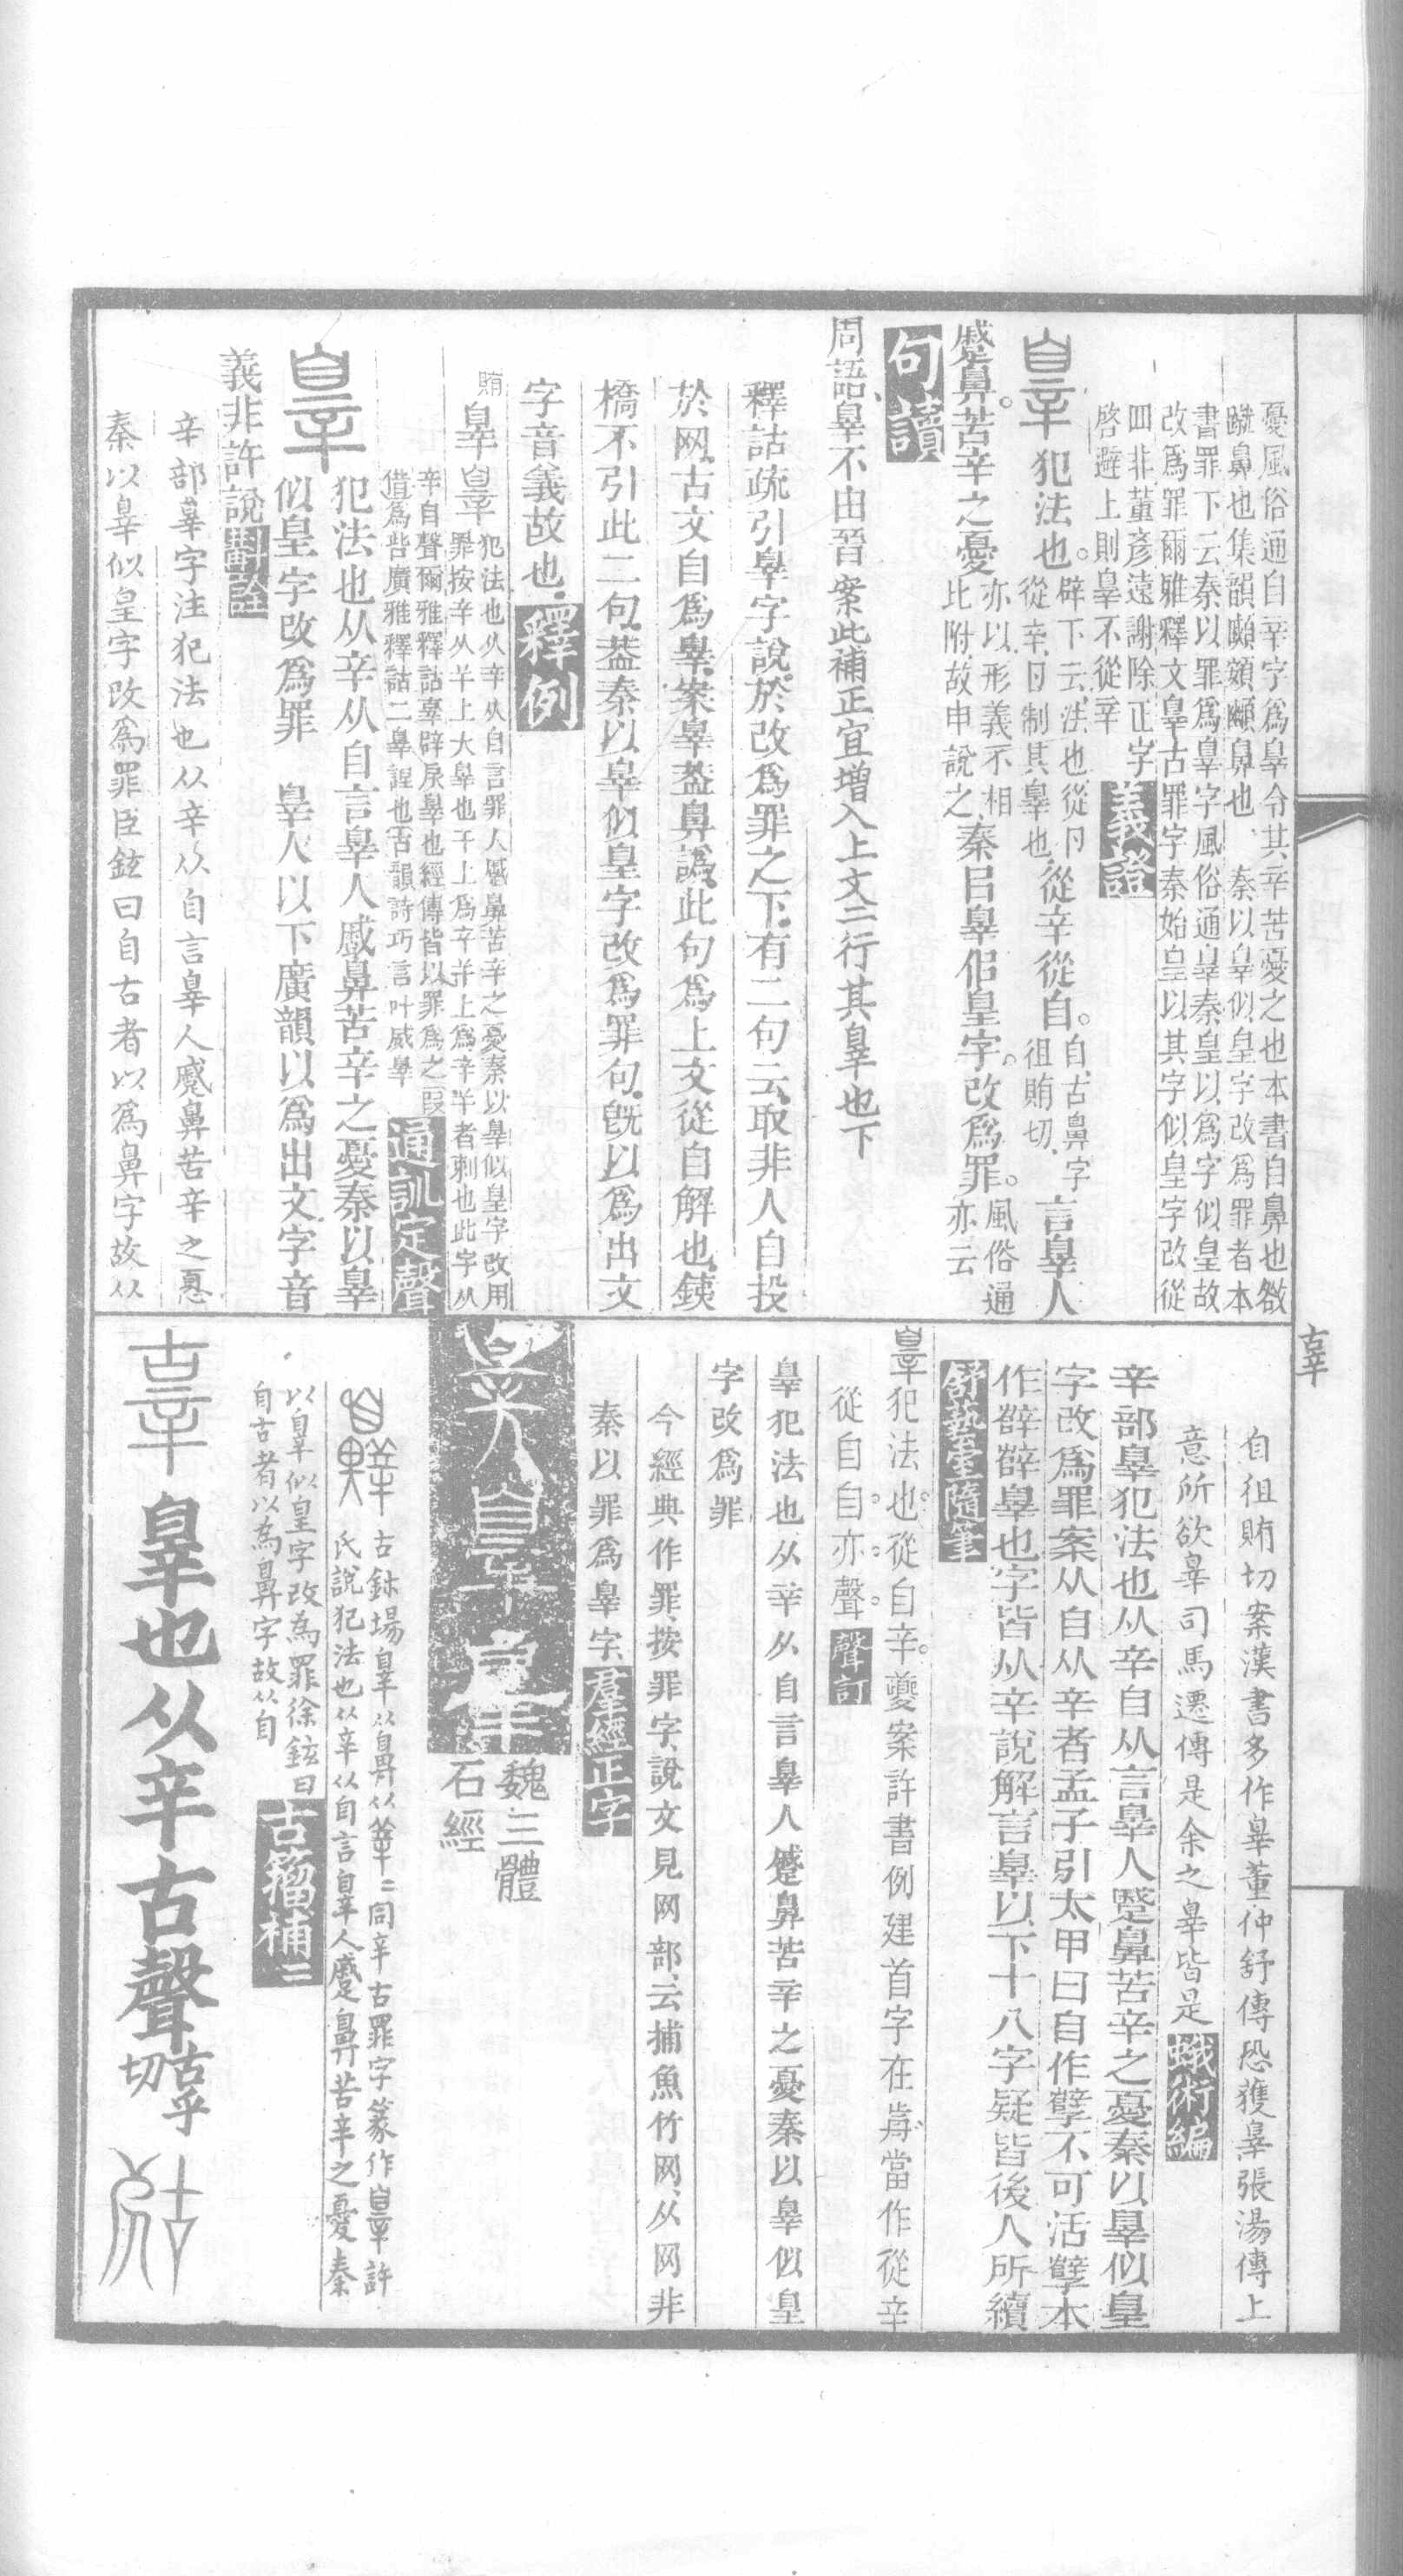 憂風俗通自辛字爲辠令其辛苦憂之也本書自鼻也
鼻也集韻鼻也　秦以辠似皇字改爲罪者本
書罪下云秦以罪爲辠字風俗通辠秦皇以爲字似皇故
改爲罪爾雅釋文辠古罪字秦始皇以其字似皇字改從
四非董彥遠謝除正字
啓避上則辠不從辛
義證
辠犯法也。
辟下云法也從卪
從辛卪制其辠也
從辛從自。
自古鼻字
徂賄切
言辠人
蹙鼻。苦辛之憂
亦以形義不相
比附故申說之
秦㠯辠佀皇字。改爲罪。
風俗通
亦云
句讀
周語辠不由晉案此補正宜增入上文二行其辠也下
釋詁疏引辠字說於改爲罪之下有二句云取非人自投
於网古文自爲辠案辠蓋鼻譌此句爲上文從自解也鍥
橋不引此二句蓋秦以辠似皇字改爲罪句旣以爲出文
字音義故也
釋例
賄
辠辠
犯法也从辛从自言罪人蹙鼻苦辛之憂秦以辠似皇字改用
罪按辛从䇂上大辠也干上爲辛䇂上爲辛䇂者刺也此字从
辛自聲爾雅釋詁辜辟戾辠也經傳皆以罪爲之叚
借爲呰廣雅釋詁二辠諻也古韻詩巧言叶威辠
通訓定聲
辠
犯法也从辛从自言辠人戚鼻苦辛之憂秦以辠
似皇字改爲罪　辠人以下廣韻以爲出文字音
義非許說
斠詮
辛部辠字注犯法也从辛从自言辠人蹙鼻苦辛之憂
秦以辠似皇字改爲罪臣鉉曰自古者以爲鼻字故从
自徂賄切案漢書多作辠董仲舒傳恐獲辠張湯傳上
意所欲辠司馬遷傳是余之辠皆是
蛾術編
辛部辠犯法也从辛自从言辠人蹙鼻苦辛之憂秦以辠似皇
字改爲罪案从自从辛者孟子引太甲曰自作孽不可活孽本
作辥辥辠也字皆从辛說解言辠以下十八字疑皆後人所續
舒藝室隨筆
辠犯法也。從自辛。夔案許書例建首字在歬當作從辛
從自。自亦聲。
聲訂
辠犯法也从辛从自言辠人蹙鼻苦辛之憂秦以辠似皇
字改爲罪
今經典作罪按罪字說文見网部云捕魚竹网从网非
秦以罪爲辠字
羣經正字
魏三體
石經
古鉢場辠从鼻从辛同辛古罪字篆作辠許
氏說犯法也从辛从自言辠人蹙鼻苦辛之憂秦
以辠似皇字改為罪徐鉉曰
自古者以為鼻字故从自
古籀補二
辜辠也从辛古聲
古乎
切
古辛